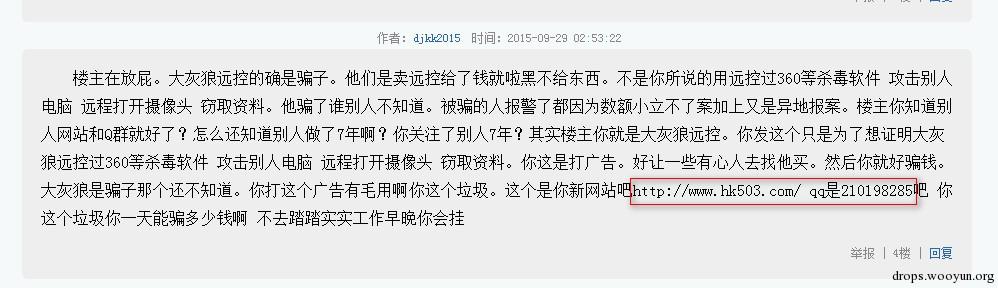 作者：djkk2015 时间：2015-09-29 02:53:22
楼主在放屁。大灰狼远控的确是骗子。他们是卖远控给了钱就啦黑不给东西。不是你所说的用远控过360等杀毒软件 攻击别人
电脑 远程打开摄像头 窃取资料。他骗了谁别人不知道。被骗的人报警了都因为数额小立不了案加上又是异地报案。楼主你知道别
人网站和Q群就好了？怎么还知道别人做了7年啊？你关注了别人7年？其实楼主你就是大灰狼远控。你发这个只是为了想证明大灰
狼远控过360等杀毒软件 攻击别人电脑 远程打开摄像头 窃取资料。你这是打广告。好让一些有心人去找他买。然后你就好骗钱。
大灰狼是骗子那个还不知道。你打这个广告有毛用啊你这个垃圾。这个是你新网站吧http://www.hk503.com/ qq是210198285吧 你
这个垃圾你一天能骗多少钱啊 不去踏踏实实工作早晚你会挂
举报 | 4楼 | 回复
drops.wooyun.org